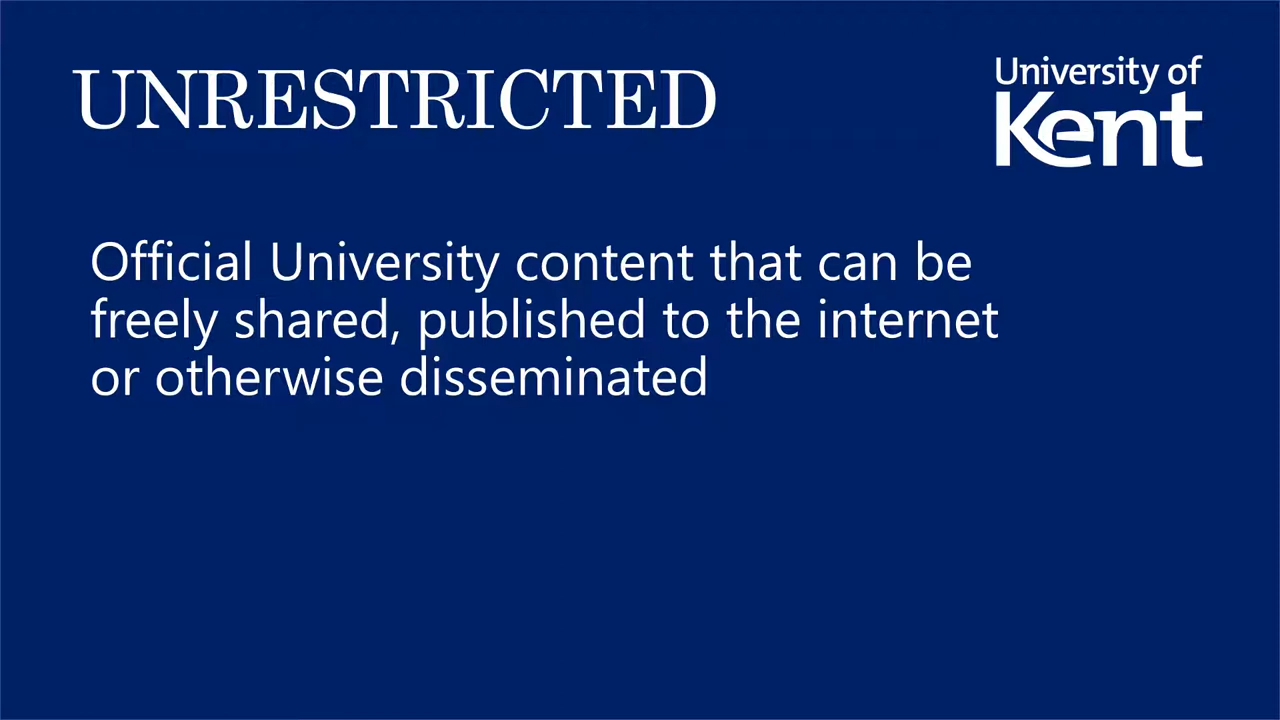 UNRESTRICTED
University of
Kent
Official University content that can be
freely shared, published to the internet
or otherwise disseminated